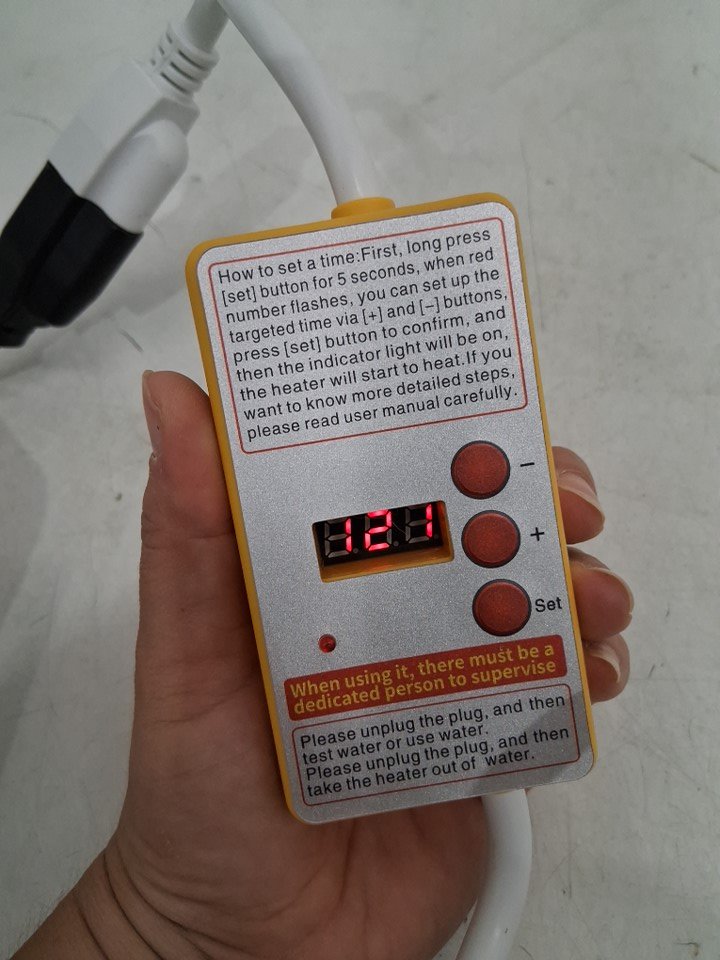 How to set a time:First, long press
[set] button for 5 seconds, when red
number flashes, you can set up the
targeted time via [+] and [−] buttons,
press [set] button to confirm, and
then the indicator light will be on,
the heater will start to heat.If you
want to know more detailed steps,
please read user manual carefully.
−
121
+
Set
When using it, there must be a
dedicated person to supervise
Please unplug the plug, and then
test water or use water.
Please unplug the plug, and then
take the heater out of water.